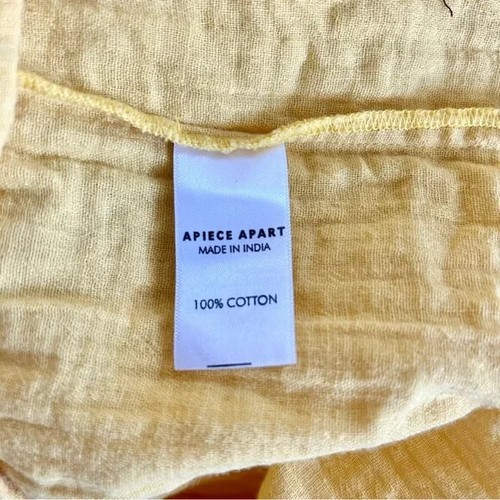 APIECE APART
MADE IN INDIA
100% COTTON